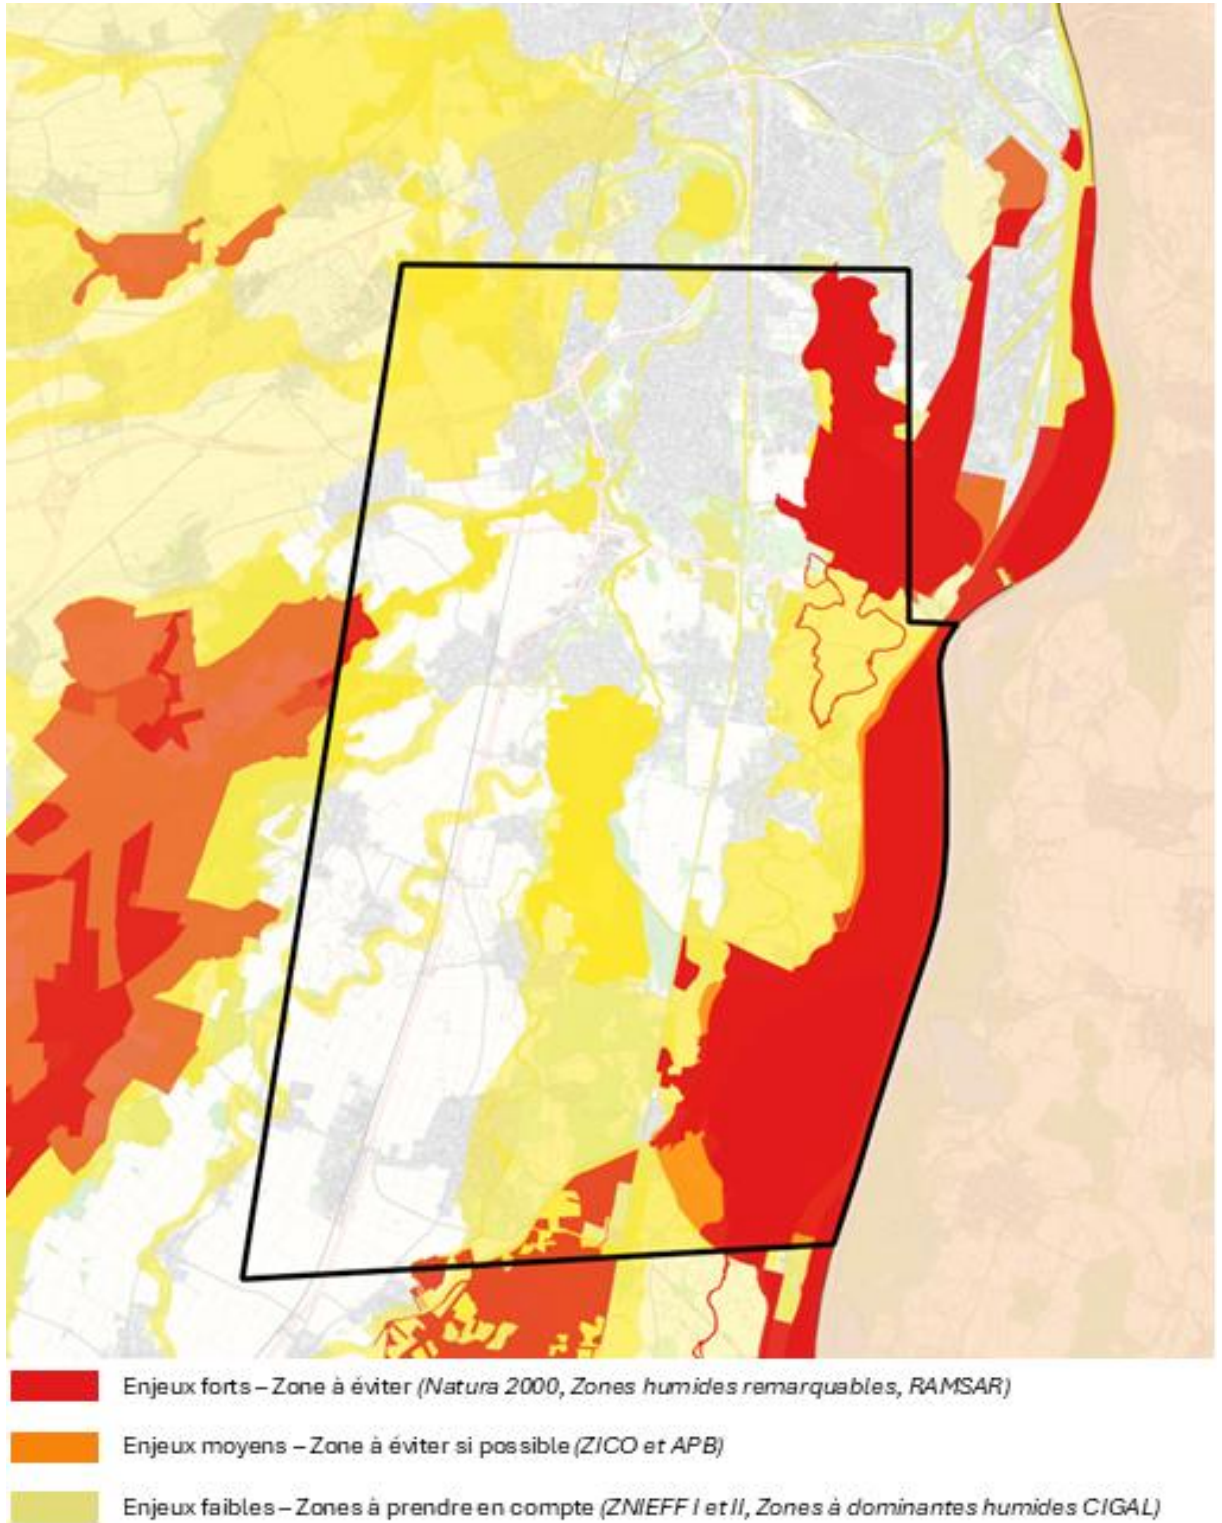 Enjeux forts – Zone à éviter (Natura 2000, Zones humides remarquables, RAMSAR)
Enjeux moyens – Zone à éviter si possible (ZICO et APB)
Enjeux faibles – Zones à prendre en compte (ZNIEFF I et II, Zones à dominantes humides CIGAL)